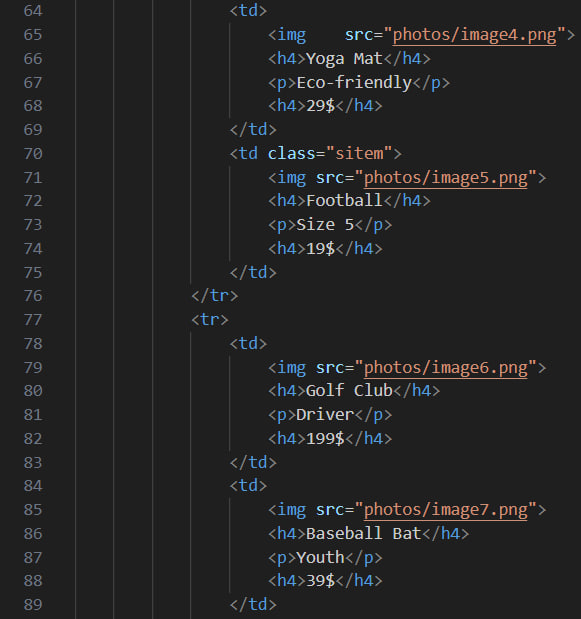 64 <td>
65 <img    src="photos/image4.png">
66 <h4>Yoga Mat</h4>
67 <p>Eco-friendly</p>
68 <h4>29$</h4>
69 </td>
70 <td class="sitem">
71 <img src="photos/image5.png">
72 <h4>Football</h4>
73 <p>Size 5</p>
74 <h4>19$</h4>
75 </td>
76 </tr>
77 <tr>
78 <td>
79 <img src="photos/image6.png">
80 <h4>Golf Club</h4>
81 <p>Driver</p>
82 <h4>199$</h4>
83 </td>
84 <td>
85 <img src="photos/image7.png">
86 <h4>Baseball Bat</h4>
87 <p>Youth</p>
88 <h4>39$</h4>
89 </td>